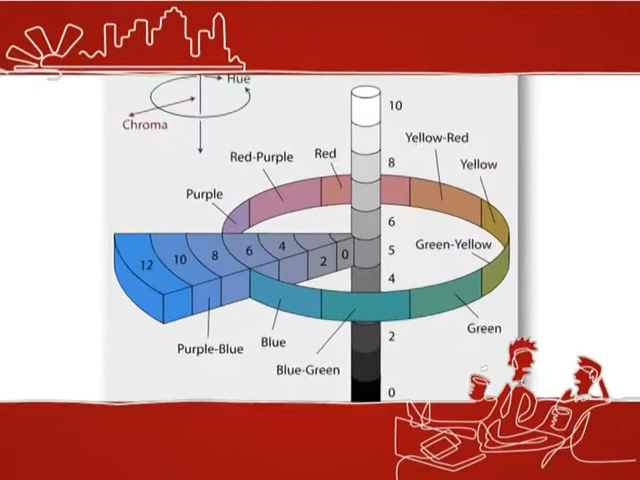 Hue
Chroma
10
Yellow-Red
Red-Purple
Red
8
Yellow
Purple
6
Green-Yellow
12
10
8
6
4
2
0
5
4
Green
2
Purple-Blue
Blue
Blue-Green
0